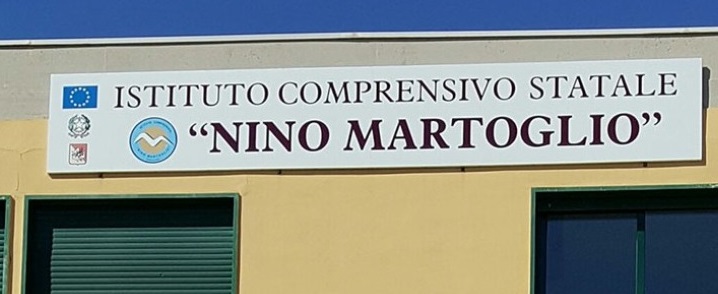 ISTITUTO COMPRENSIVO STATALE
“NINO MARTOGLIO”